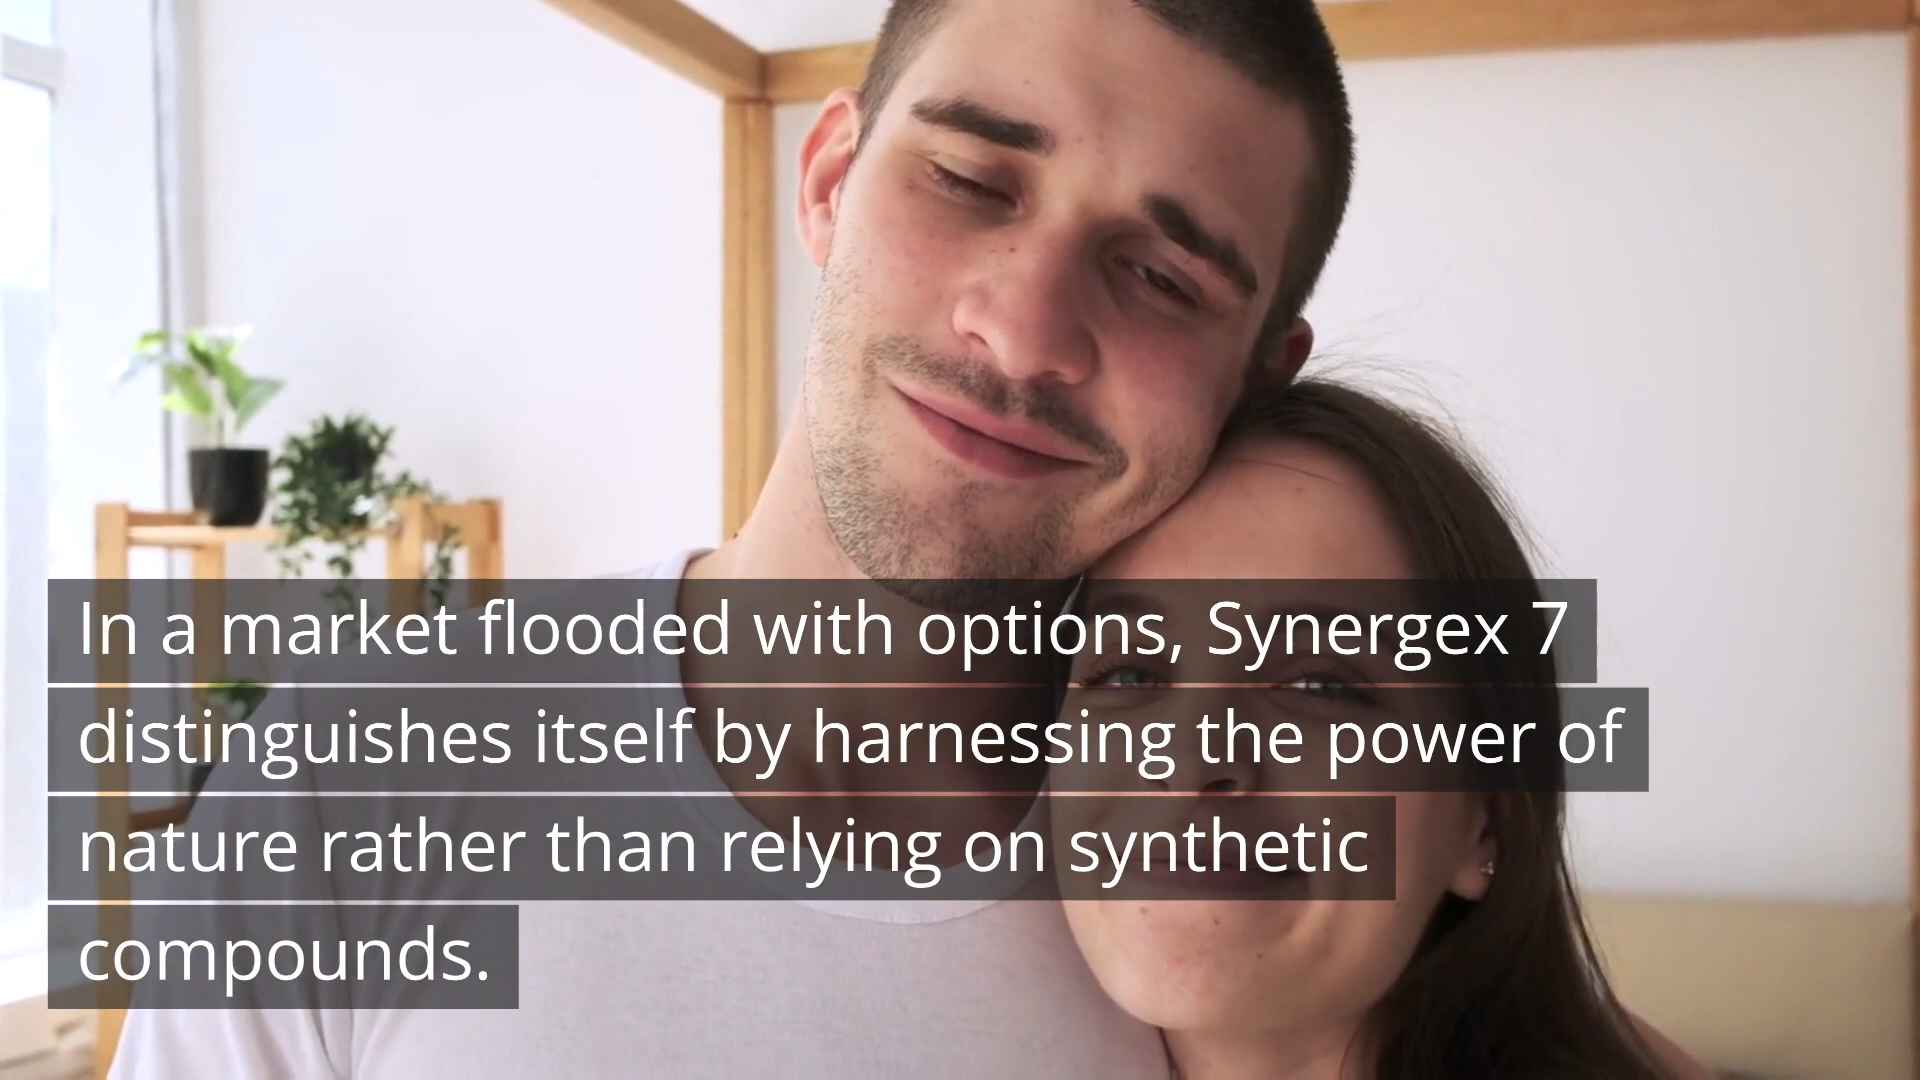 In a market flooded with options, Synergex 7
distinguishes itself by harnessing the power of
nature rather than relying on synthetic
compounds.